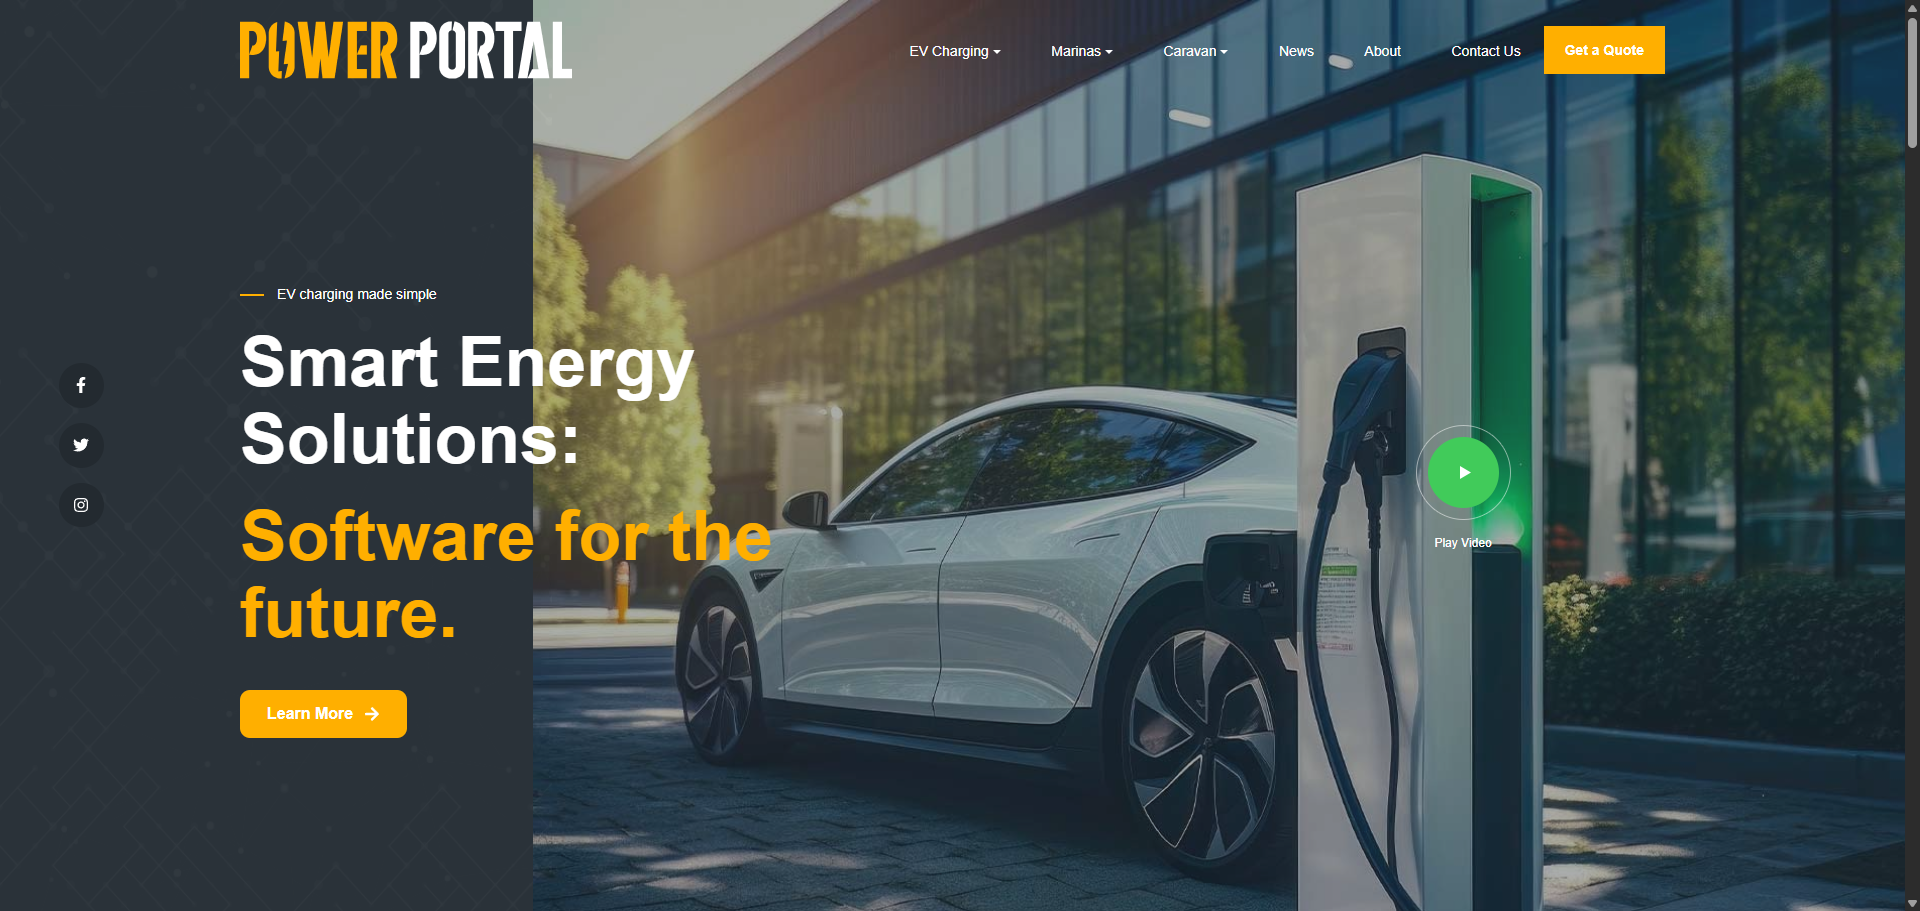 POWER PORTAL
EV Charging
Marinas
Caravan
News
About
Contact Us
Get a Quote
EV charging made simple
Smart Energy
Solutions:
Software for the
future.
Learn More
Play Video